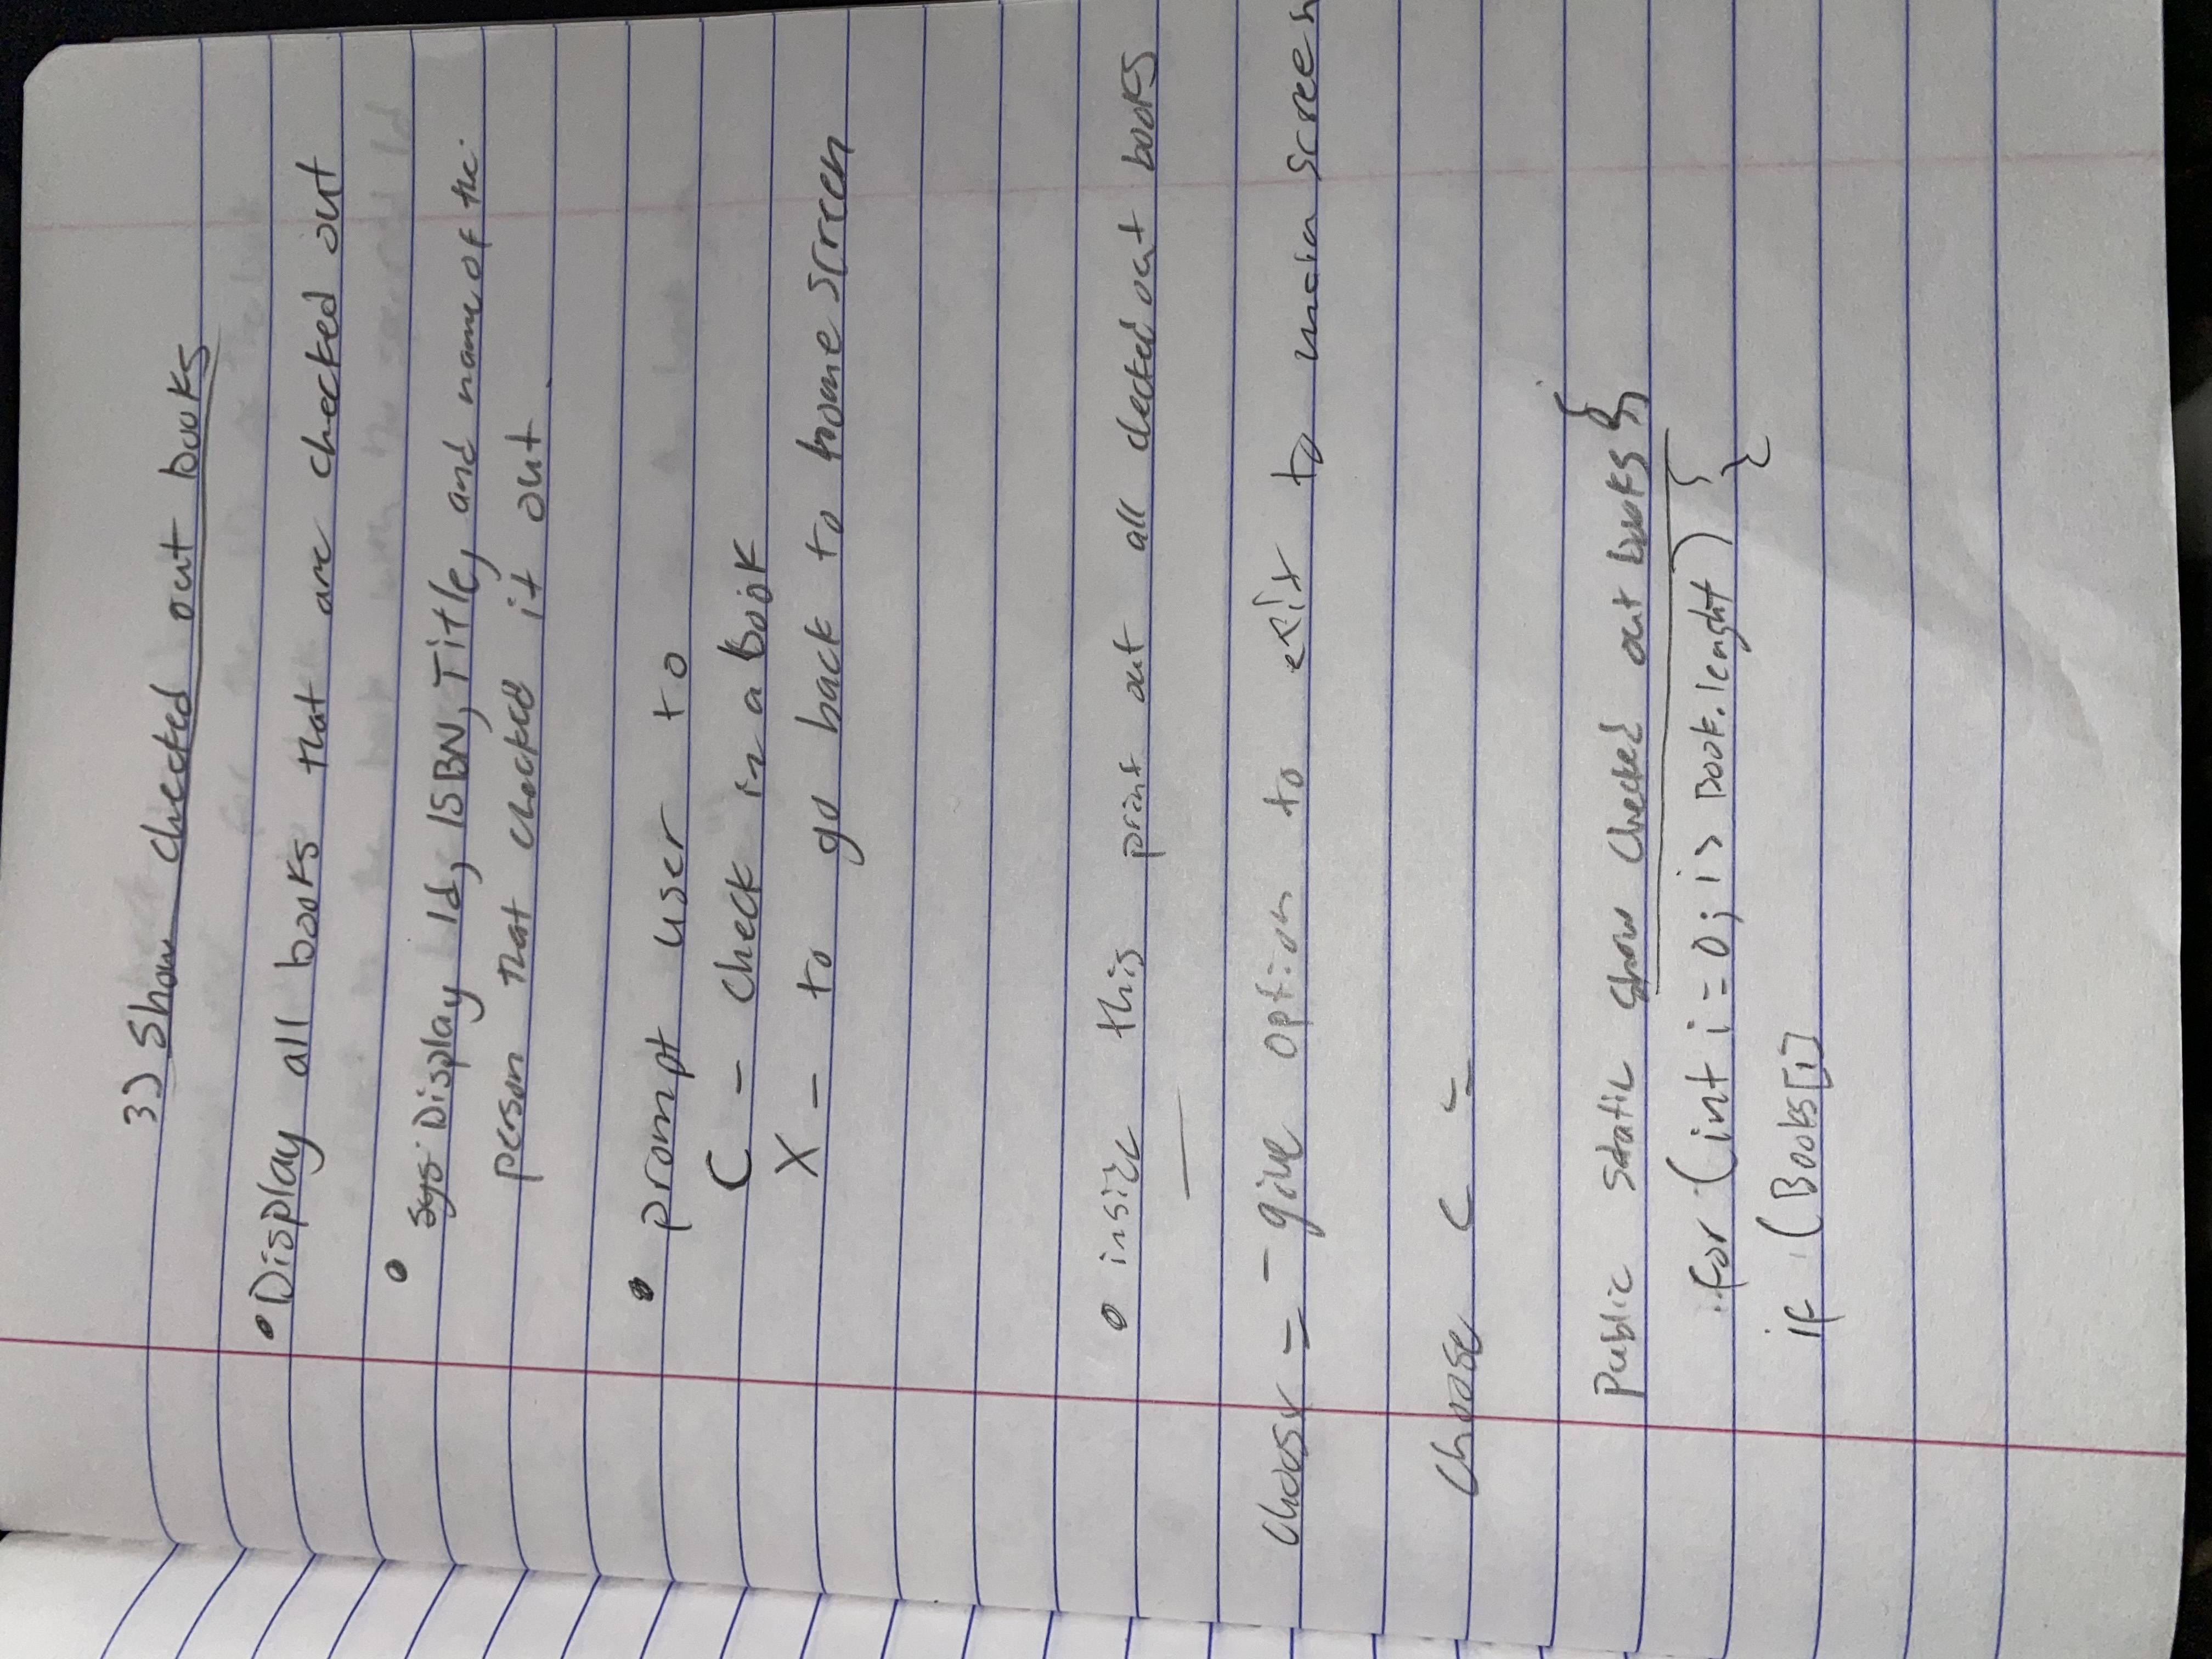 3) Show checked out books
• Display all books that are checked out
• sys Display Id, ISBN, Title, and name of the
person that checked it out.
• prompt user to
C - check in a book
X - to go back to home screen
• inside this print out all checked out books
choose x = - give option to exit to main screen
choose c =
public static show checked out books {
for (int i = 0; i > Book.lenght) {
if (Books[i]